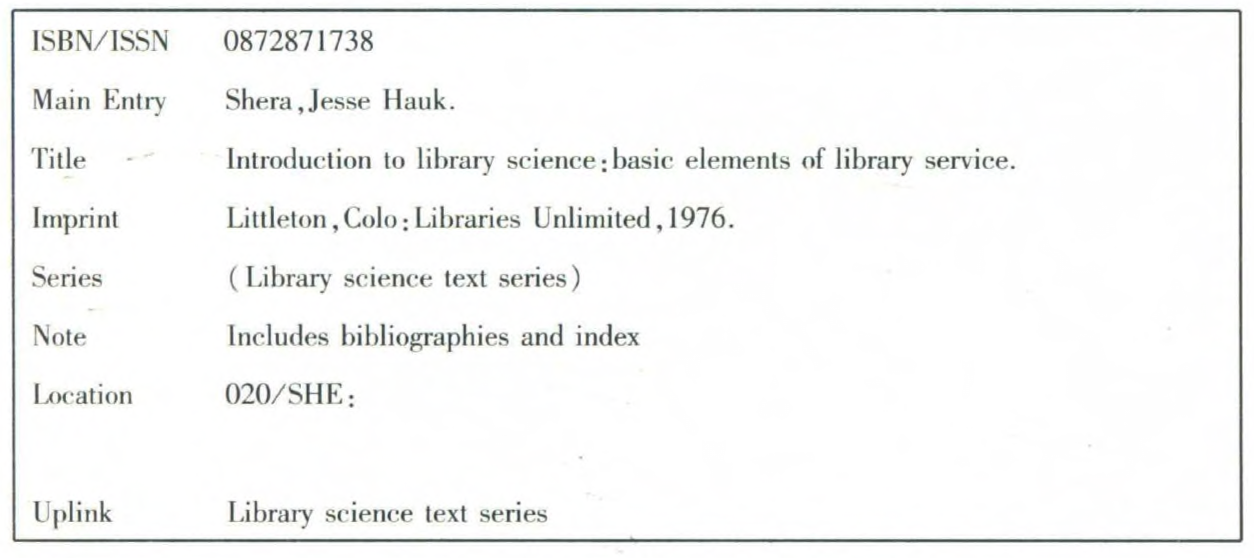 ISBN/ISSN 0872871738
Main Entry Shera,Jesse Hauk.
Title Introduction to library science:basic elements of library service.
Imprint Littleton,Colo:Libraries Unlimited,1976.
Series (Library science text series)
Note Includes bibliographies and index
Location 020/SHE:
Uplink Library science text series